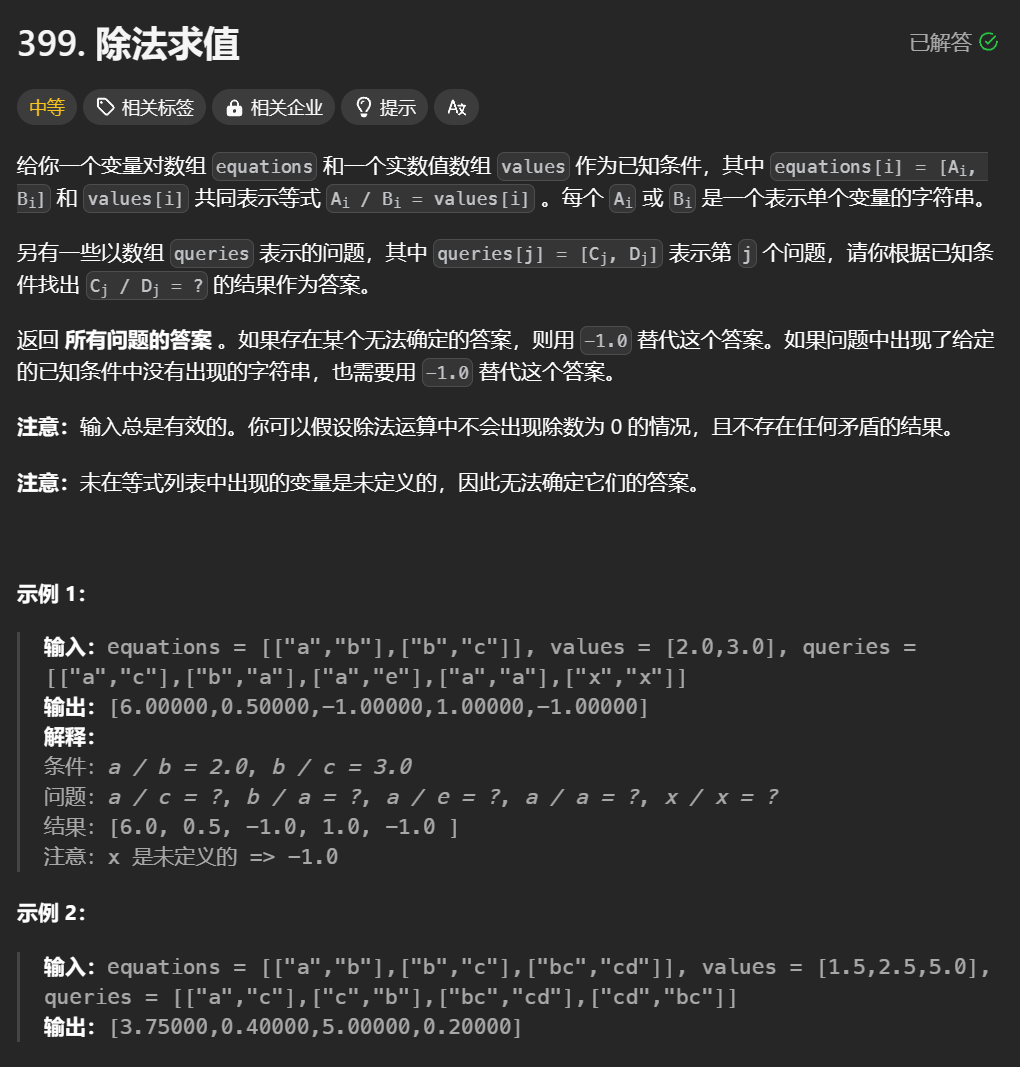 399. 除法求值
已解答
中等 相关标签 相关企业 提示
给你一个变量对数组 equations 和一个实数值数组 values 作为已知条件，其中 equations[i] = [Ai,
Bi] 和 values[i] 共同表示等式 Ai / Bi = values[i] 。每个 Ai 或 Bi 是一个表示单个变量的字符串。
另有一些以数组 queries 表示的问题，其中 queries[j] = [Cj, Dj] 表示第 j 个问题，请你根据已知条
件找出 Cj / Dj = ? 的结果作为答案。
返回 所有问题的答案 。如果存在某个无法确定的答案，则用 -1.0 替代这个答案。如果问题中出现了给定
的已知条件中没有出现的字符串，也需要用 -1.0 替代这个答案。
注意：输入总是有效的。你可以假设除法运算中不会出现除数为 0 的情况，且不存在任何矛盾的结果。
注意：未在等式列表中出现的变量是未定义的，因此无法确定它们的答案。
示例 1：
输入：equations = [["a","b"],["b","c"]], values = [2.0,3.0], queries =
[["a","c"],["b","a"],["a","e"],["a","a"],["x","x"]]
输出：[6.00000,0.50000,-1.00000,1.00000,-1.00000]
解释：
条件：a / b = 2.0, b / c = 3.0
问题：a / c = ?, b / a = ?, a / e = ?, a / a = ?, x / x = ?
结果：[6.0, 0.5, -1.0, 1.0, -1.0 ]
注意：x 是未定义的 => -1.0
示例 2：
输入：equations = [["a","b"],["b","c"],["bc","cd"]], values = [1.5,2.5,5.0],
queries = [["a","c"],["c","b"],["bc","cd"],["cd","bc"]]
输出：[3.75000,0.40000,5.00000,0.20000]